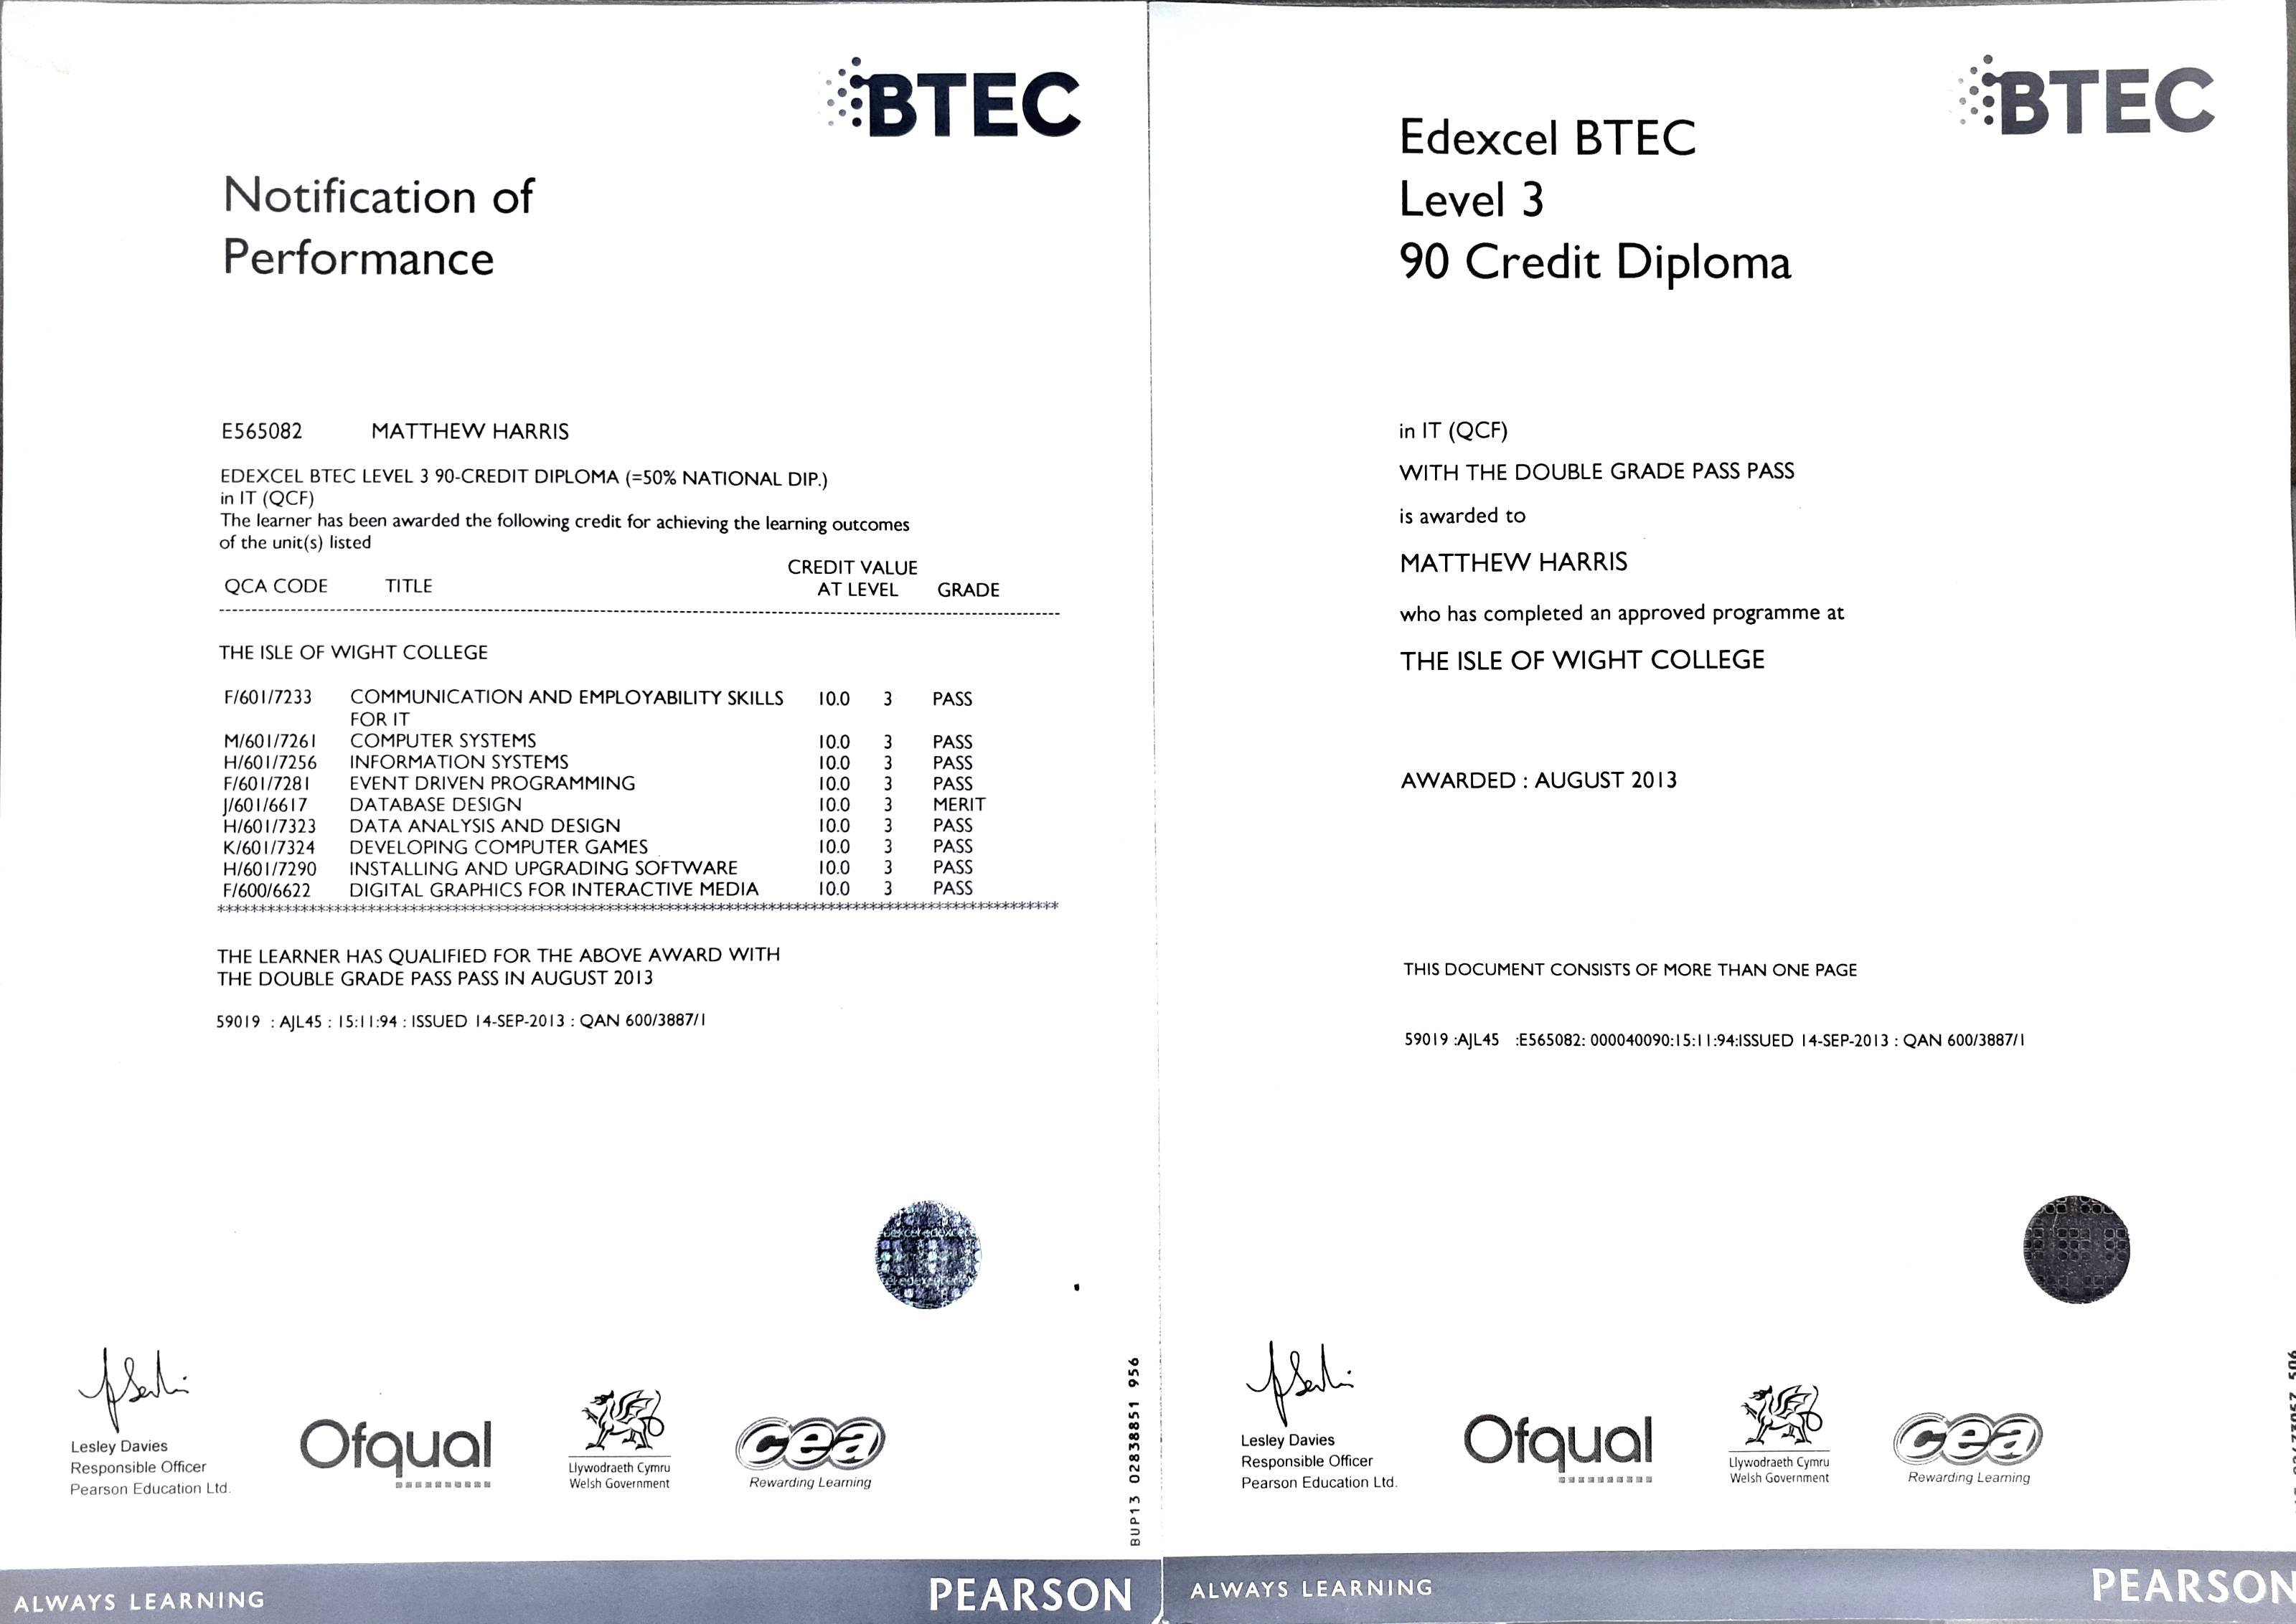 BTEC
Notification of
Performance
E565082 MATTHEW HARRIS
EDEXCEL BTEC LEVEL 3 90-CREDIT DIPLOMA (=50% NATIONAL DIP.)
in IT (QCF)
The learner has been awarded the following credit for achieving the learning outcomes
of the unit(s) listed
CREDIT VALUE
QCA CODE TITLE AT LEVEL GRADE
THE ISLE OF WIGHT COLLEGE
F/601/7233 COMMUNICATION AND EMPLOYABILITY SKILLS 10.0 3 PASS
FOR IT
M/601/7261 COMPUTER SYSTEMS 10.0 3 PASS
H/601/7256 INFORMATION SYSTEMS 10.0 3 PASS
F/601/7281 EVENT DRIVEN PROGRAMMING 10.0 3 PASS
J/601/6617 DATABASE DESIGN 10.0 3 MERIT
H/601/7323 DATA ANALYSIS AND DESIGN 10.0 3 PASS
K/601/7324 DEVELOPING COMPUTER GAMES 10.0 3 PASS
H/601/7290 INSTALLING AND UPGRADING SOFTWARE 10.0 3 PASS
F/600/6622 DIGITAL GRAPHICS FOR INTERACTIVE MEDIA 10.0 3 PASS
THE LEARNER HAS QUALIFIED FOR THE ABOVE AWARD WITH
THE DOUBLE GRADE PASS PASS IN AUGUST 2013
59019 : AJL45 : 15:11:94 : ISSUED 14-SEP-2013 : QAN 600/3887/1
Lesley Davies
Responsible Officer
Pearson Education Ltd.
Ofqual
Llywodraeth Cymru
Welsh Government
cea
Rewarding Learning
BUP13 02838851 956
ALWAYS LEARNING PEARSON
BTEC
Edexcel BTEC
Level 3
90 Credit Diploma
in IT (QCF)
WITH THE DOUBLE GRADE PASS PASS
is awarded to
MATTHEW HARRIS
who has completed an approved programme at
THE ISLE OF WIGHT COLLEGE
AWARDED : AUGUST 2013
THIS DOCUMENT CONSISTS OF MORE THAN ONE PAGE
59019 :AJL45 :E565082: 000040090:15:11:94:ISSUED 14-SEP-2013 : QAN 600/3887/1
Lesley Davies
Responsible Officer
Pearson Education Ltd.
Ofqual
Llywodraeth Cymru
Welsh Government
cea
Rewarding Learning
ALWAYS LEARNING PEARSON